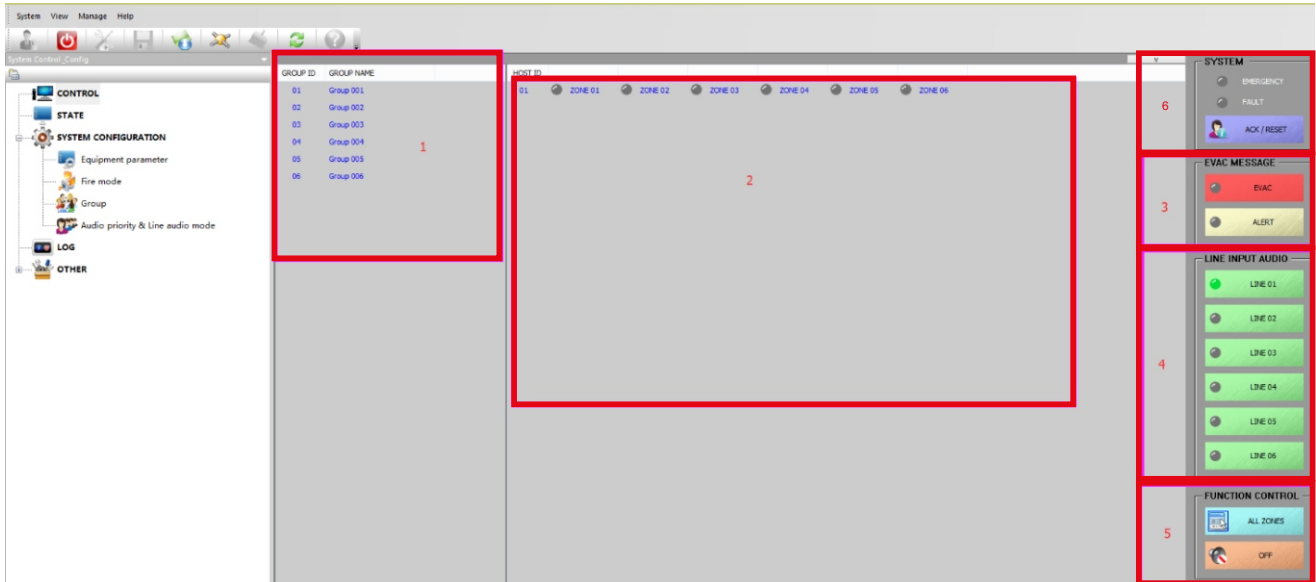 System View Manage Help
System Control_Config
CONTROL
STATE
SYSTEM CONFIGURATION
Equipment parameter
Fire mode
Group
Audio priority & Line audio mode
LOG
OTHER
GROUP ID GROUP NAME
01 Group 001
02 Group 002
03 Group 003
04 Group 004
05 Group 005
06 Group 006
1
HOST ID
01 ZONE 01 ZONE 02 ZONE 03 ZONE 04 ZONE 05 ZONE 06
2
6
SYSTEM
EMERGENCY
FAULT
ACK / RESET
3
EVAC MESSAGE
EVAC
ALERT
4
LINE INPUT AUDIO
LINE 01
LINE 02
LINE 03
LINE 04
LINE 05
LINE 06
5
FUNCTION CONTROL
ALL ZONES
OFF